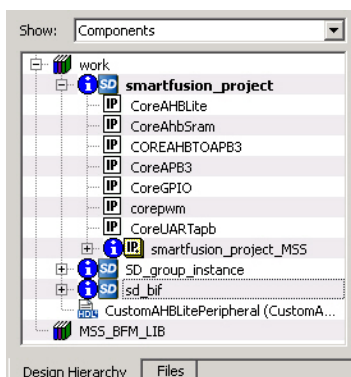 Show: Components
work
SD smartfusion_project
IP CoreAHBLite
IP CoreAhbSram
IP COREAHBTOAPB3
IP CoreAPB3
IP CoreGPIO
IP corepwm
IP CoreUARTapb
IP smartfusion_project_MSS
SD SD_group_instance
SD sd_bif
HDL CustomAHBLitePeripheral (CustomA...
MSS_BFM_LIB
Design Hierarchy Files